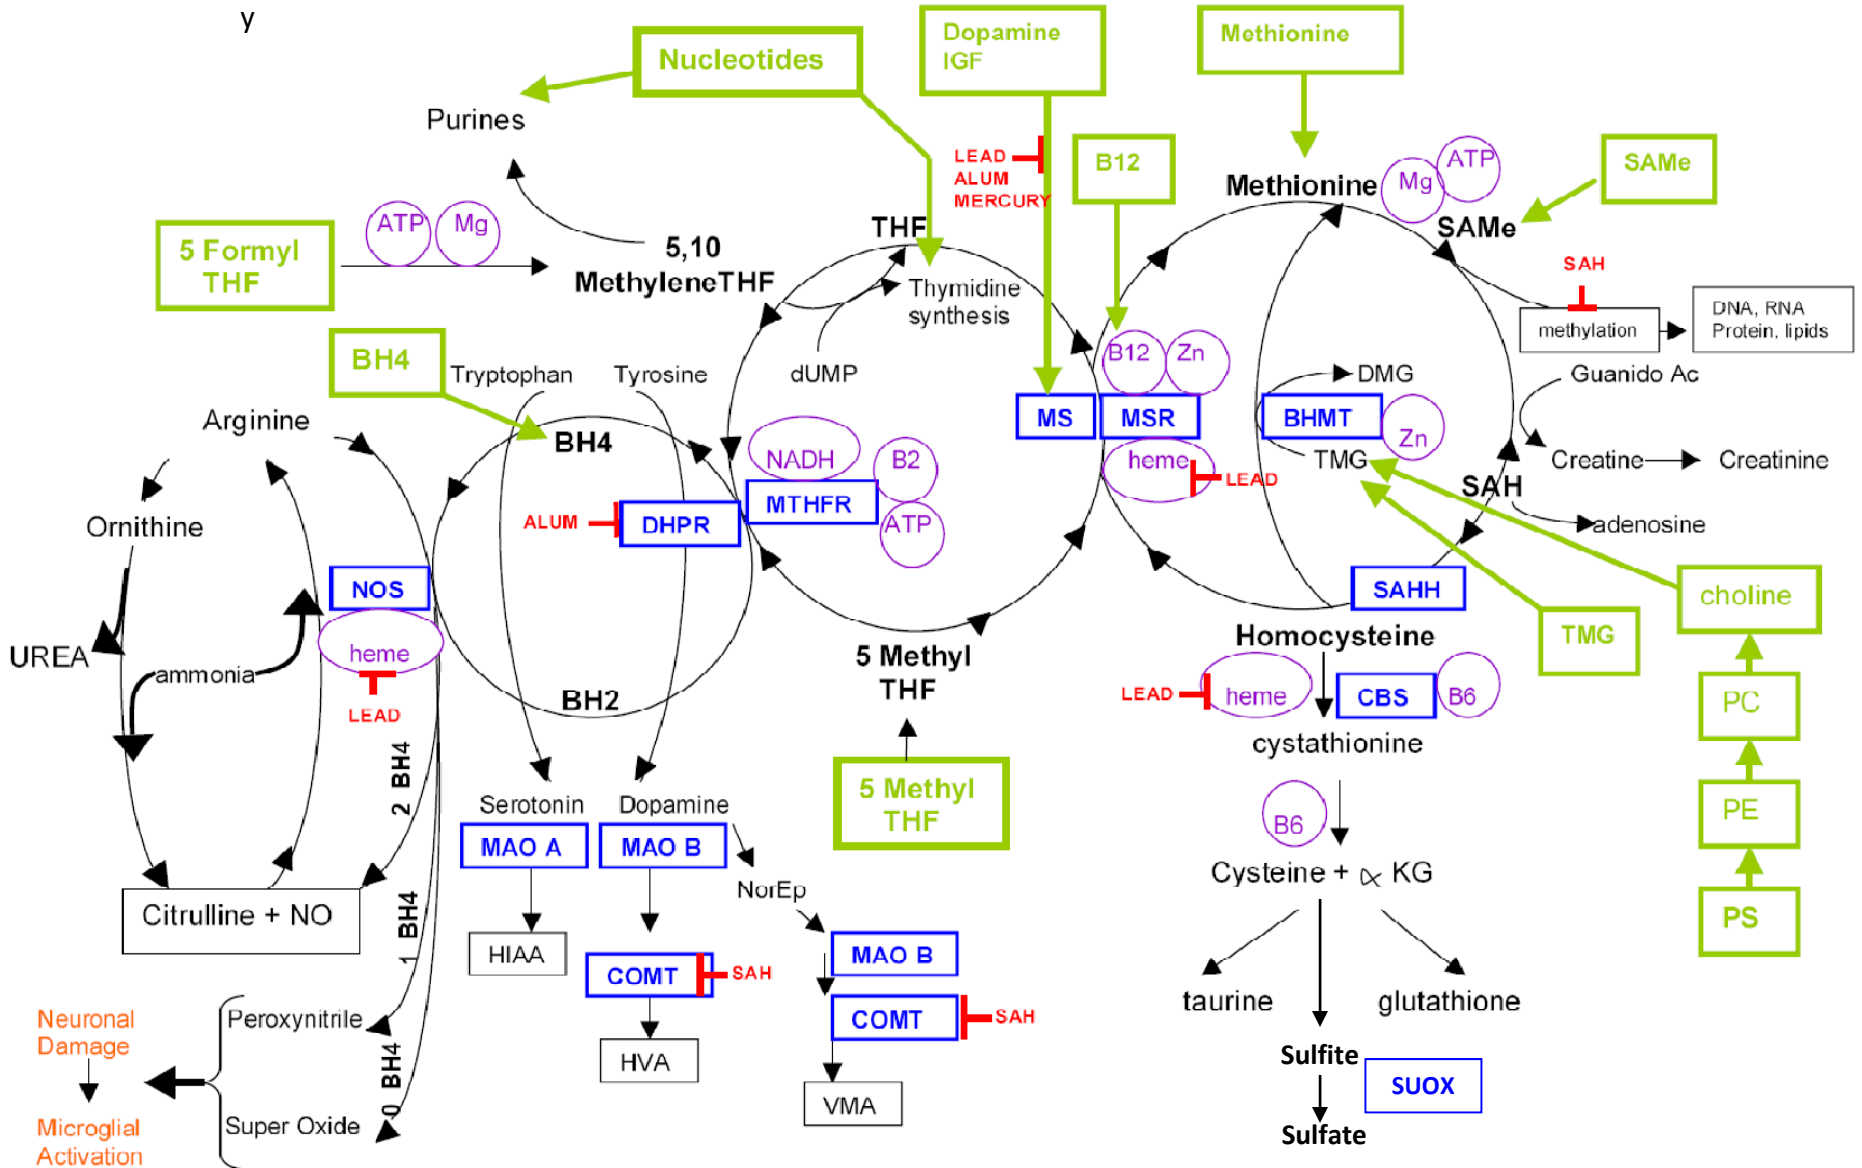 y
Nucleotides
Dopamine
IGF
Methionine
Purines
LEAD
ALUM
MERCURY
B12
ATP
Mg
SAMe
Methionine
SAMe
5 Formyl
THF
ATP
Mg
5,10
MethyleneTHF
THF
Thymidine
synthesis
SAH
methylation
DNA, RNA
Protein, lipids
BH4
Tryptophan
Tyrosine
dUMP
B12
Zn
DMG
Guanido Ac
Arginine
BH4
MS
MSR
BHMT
Zn
NADH
B2
heme
LEAD
TMG
Creatine
Creatinine
SAH
Ornithine
ALUM
DHPR
MTHFR
ATP
adenosine
NOS
SAHH
choline
UREA
ammonia
heme
LEAD
BH2
5 Methyl
THF
Homocysteine
TMG
LEAD
heme
CBS
B6
PC
cystathionine
2 BH4
Serotonin
Dopamine
5 Methyl
THF
B6
PE
MAO A
MAO B
NorEp
Cysteine + α KG
Citrulline + NO
1 BH4
HIAA
COMT
SAH
MAO B
PS
taurine
glutathione
Neuronal
Damage
Peroxynitrile
COMT
SAH
0 BH4
HVA
Sulfite
SUOX
VMA
Microglial
Activation
Super Oxide
Sulfate